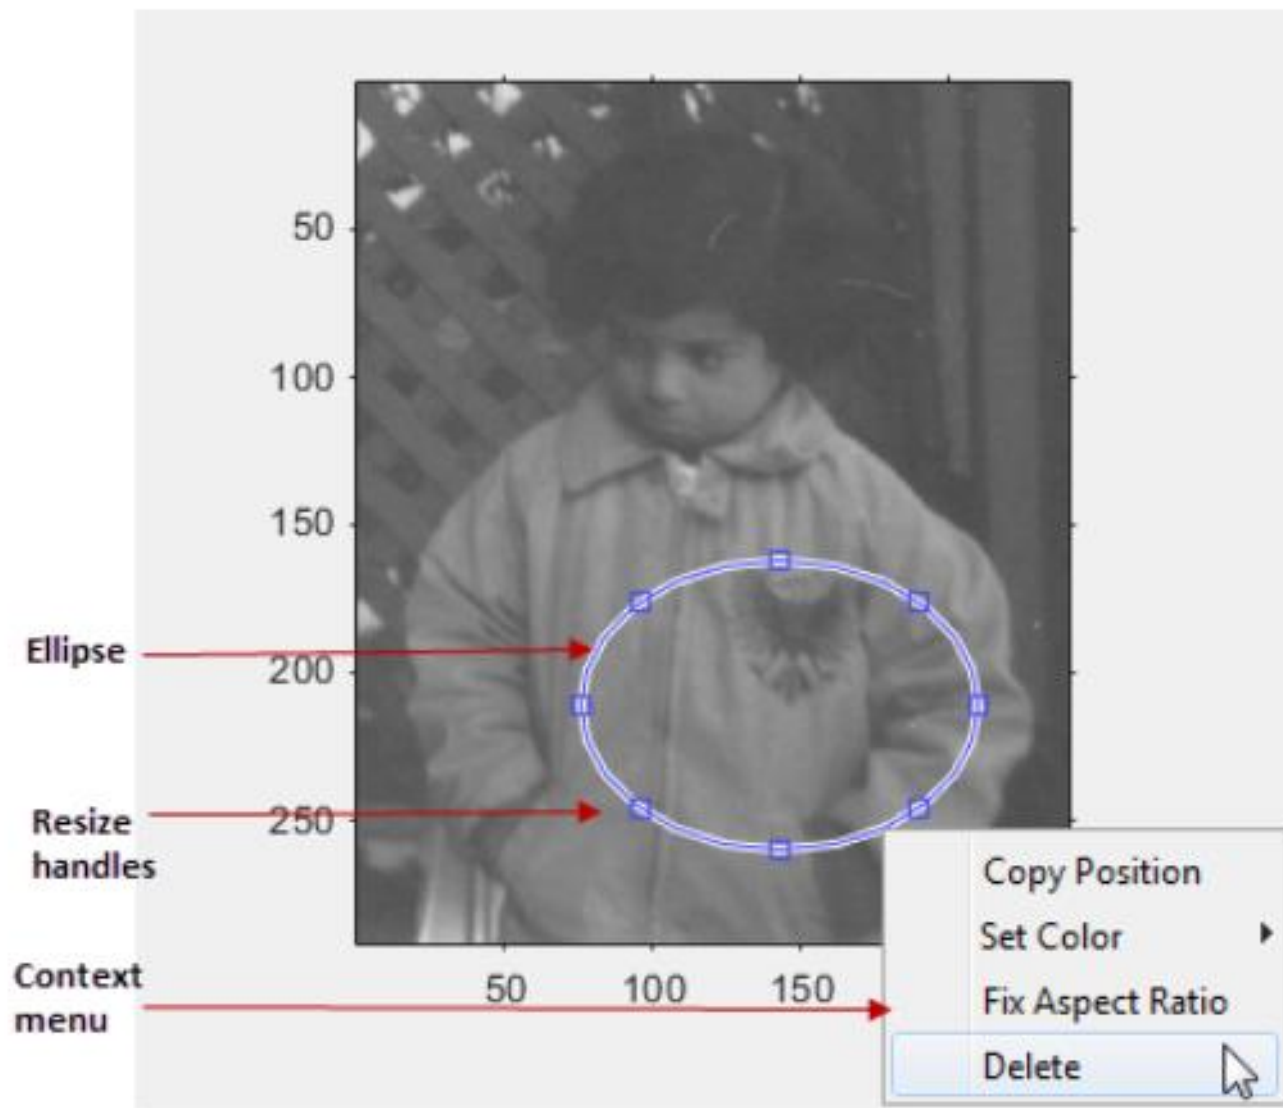 50
100
150
Ellipse
200
Resize
handles
250
Copy Position
Set Color
Context
menu
50 100 150
Fix Aspect Ratio
Delete